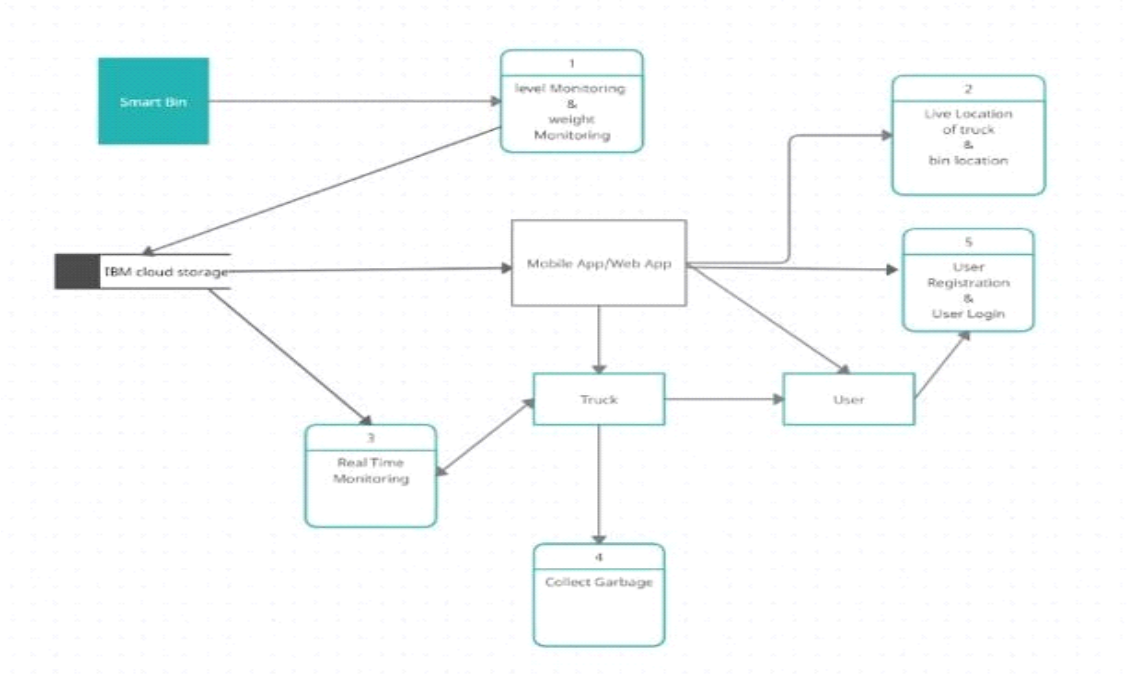 Smart Bin
1
level Monitoring
&
weight
Monitoring
2
Live Location
of truck
&
bin location
IBM cloud storage
Mobile App/Web App
5
User
Registration
&
User Login
Truck
User
3
Real Time
Monitoring
4
Collect Garbage